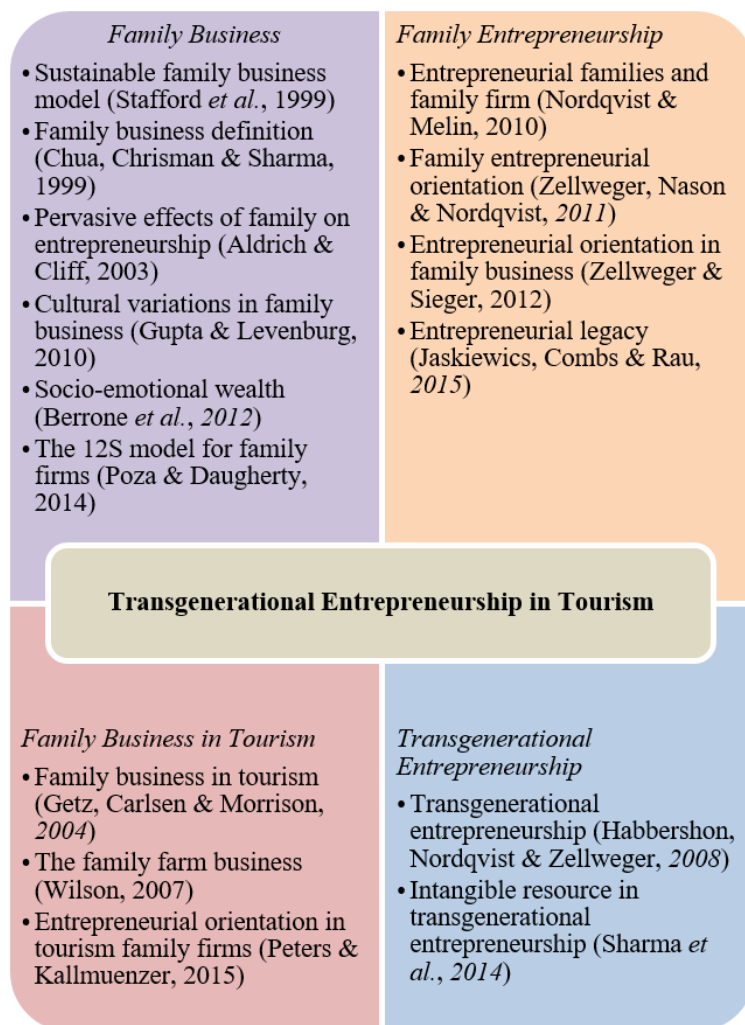 Family Business
• Sustainable family business
model (Stafford et al., 1999)
• Family business definition
(Chua, Chrisman & Sharma,
1999)
• Pervasive effects of family on
entrepreneurship (Aldrich &
Cliff, 2003)
• Cultural variations in family
business (Gupta & Levenburg,
2010)
• Socio-emotional wealth
(Berrone et al., 2012)
• The 12S model for family
firms (Poza & Daugherty,
2014)
Family Entrepreneurship
• Entrepreneurial families and
family firm (Nordqvist &
Melin, 2010)
• Family entrepreneurial
orientation (Zellweger, Nason
& Nordqvist, 2011)
• Entrepreneurial orientation in
family business (Zellweger &
Sieger, 2012)
• Entrepreneurial legacy
(Jaskiewics, Combs & Rau,
2015)
Transgenerational Entrepreneurship in Tourism
Family Business in Tourism
• Family business in tourism
(Getz, Carlsen & Morrison,
2004)
• The family farm business
(Wilson, 2007)
• Entrepreneurial orientation in
tourism family firms (Peters &
Kallmuenzer, 2015)
Transgenerational
Entrepreneurship
• Transgenerational
entrepreneurship (Habbershon,
Nordqvist & Zellweger, 2008)
• Intangible resource in
transgenerational
entrepreneurship (Sharma et
al., 2014)